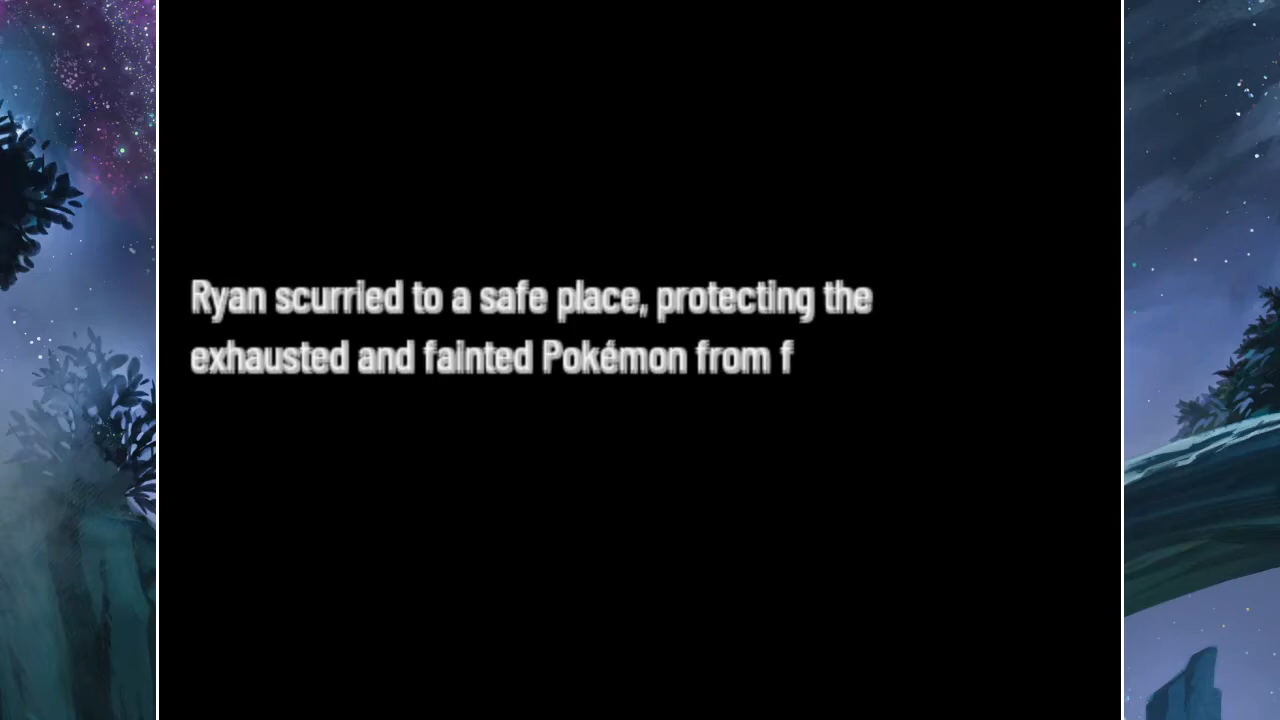 Ryan scurried to a safe place, protecting the
exhausted and fainted Pokémon from f